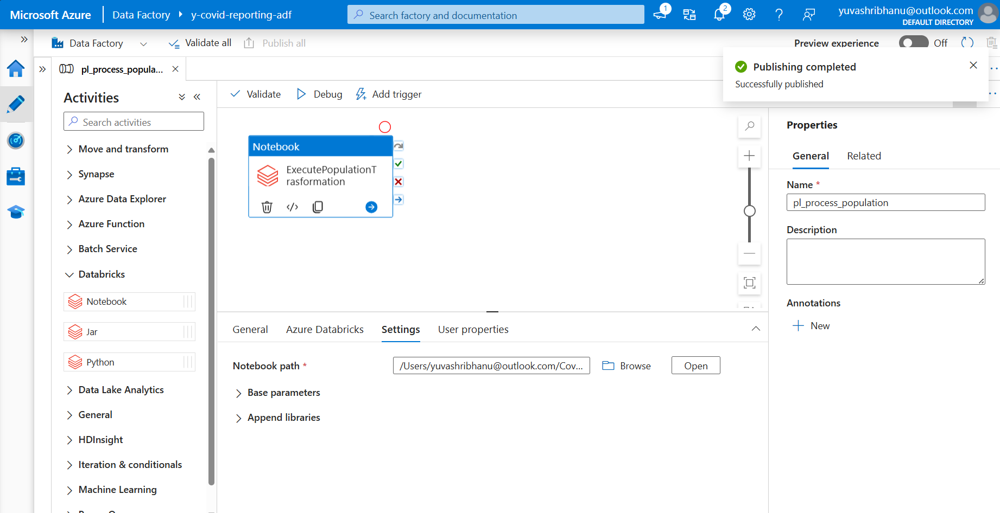 Microsoft Azure
Data Factory
y-covid-reporting-adf
Search factory and documentation
1
2
yuvashribhanu@outlook.com
DEFAULT DIRECTORY
Data Factory
Validate all
Publish all
Preview experience
Off
pl_process_popula...
Publishing completed
Successfully published
Activities
Search activities
Validate
Debug
Add trigger
Move and transform
Synapse
Azure Data Explorer
Azure Function
Batch Service
Databricks
Notebook
Jar
Python
Data Lake Analytics
General
HDInsight
Iteration & conditionals
Machine Learning
Notebook
ExecutePopulationT
rasformation
General
Azure Databricks
Settings
User properties
Notebook path *
/Users/yuvashribhanu@outlook.com/Cov...
Browse
Open
Base parameters
Append libraries
Properties
General
Related
Name *
pl_process_population
Description
Annotations
New